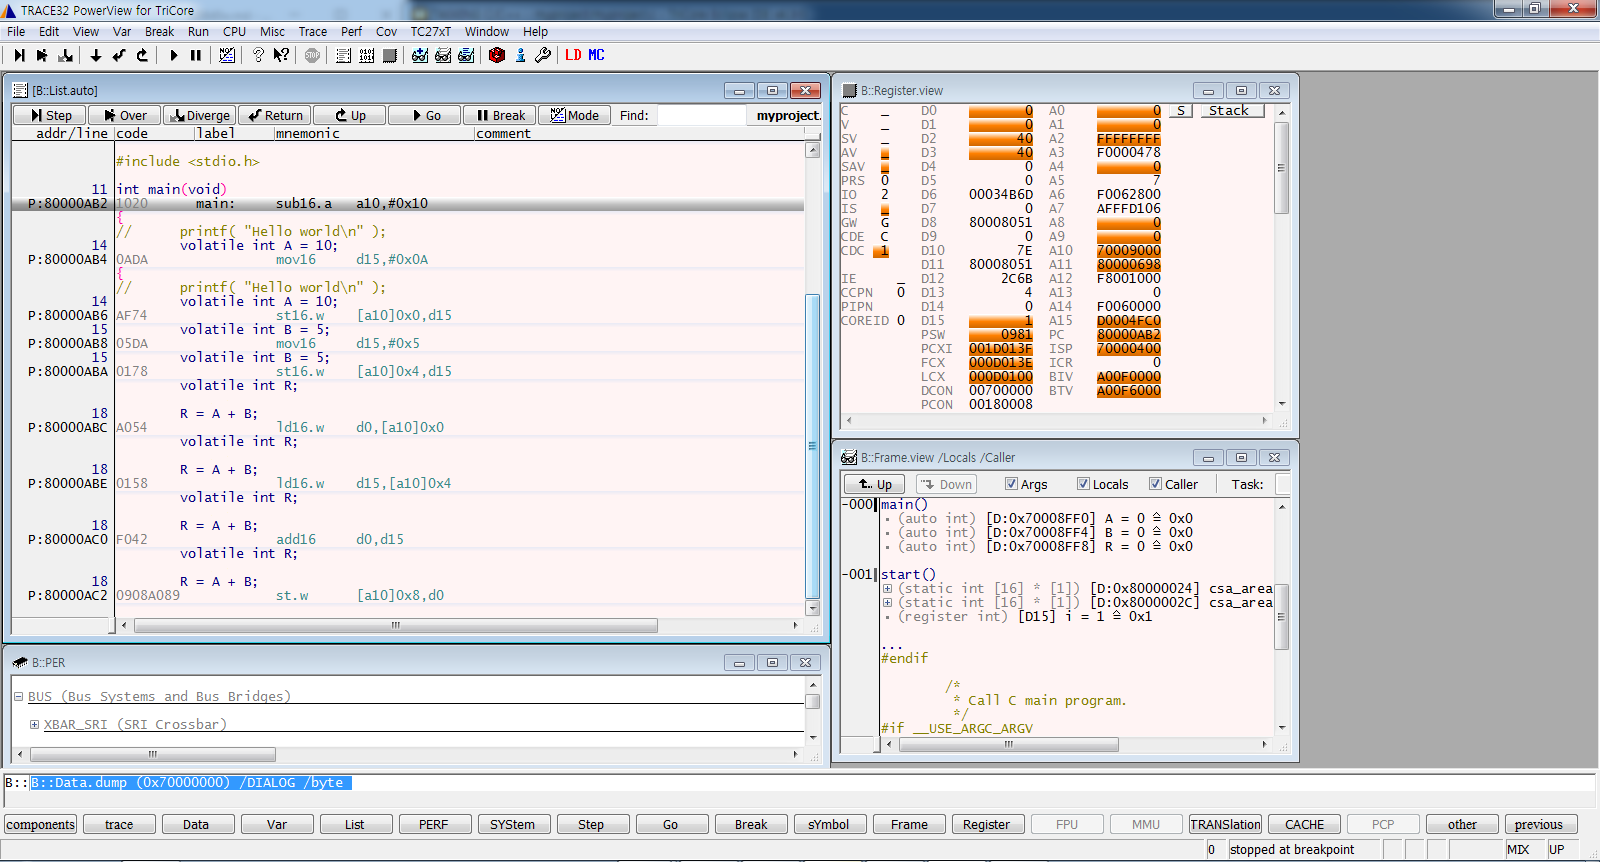 TRACE32 PowerView for TriCore
File Edit View Var Break Run CPU Misc Trace Perf Cov TC27xT Window Help
LD MC
[B::List.auto]
Step Over Diverge Return Up Go Break Mode Find: myproject.
addr/line code label mnemonic comment
#include <stdio.h>
11 int main(void)
P:80000AB2 1020 main: sub16.a a10,#0x10
{
// printf( "Hello world\n" );
14 volatile int A = 10;
P:80000AB4 0ADA mov16 d15,#0x0A
{
// printf( "Hello world\n" );
14 volatile int A = 10;
P:80000AB6 AF74 st16.w [a10]0x0,d15
15 volatile int B = 5;
P:80000AB8 05DA mov16 d15,#0x5
15 volatile int B = 5;
P:80000ABA 0178 st16.w [a10]0x4,d15
volatile int R;
18 R = A + B;
P:80000ABC A054 ld16.w d0,[a10]0x0
volatile int R;
18 R = A + B;
P:80000ABE 0158 ld16.w d15,[a10]0x4
volatile int R;
18 R = A + B;
P:80000AC0 F042 add16 d0,d15
volatile int R;
18 R = A + B;
P:80000AC2 0908A089 st.w [a10]0x8,d0
B::PER
BUS (Bus Systems and Bus Bridges)
XBAR_SRI (SRI Crossbar)
B::Register.view
C _ D0 0 A0 0 S Stack
V _ D1 0 A1 0
SV _ D2 40 A2 FFFFFFFF
AV _ D3 40 A3 F0000478
SAV _ D4 0 A4 0
PRS 0 D5 0 A5 7
IO 2 D6 00034B6D A6 F0062800
IS _ D7 0 A7 AFFFD106
GW G D8 80008051 A8 0
CDE C D9 0 A9 0
CDC 1 D10 7E A10 70009000
D11 80008051 A11 80000698
IE _ D12 2C6B A12 F8001000
CCPN 0 D13 4 A13 0
PIPN D14 0 A14 F0060000
COREID 0 D15 1 A15 D0004FC0
PSW 0981 PC 80000AB2
PCXI 001D013F ISP 70000400
FCX 000D013E ICR 0
LCX 000D0100 BIV A00F0000
DCON 00700000 BTV A00F6000
PCON 00180008
B::Frame.view /Locals /Caller
Up Down Args Locals Caller Task:
-000 main()
(auto int) [D:0x70008FF0] A = 0 ≙ 0x0
(auto int) [D:0x70008FF4] B = 0 ≙ 0x0
(auto int) [D:0x70008FF8] R = 0 ≙ 0x0
-001 start()
(static int [16] * [1]) [D:0x80000024] csa_area
(static int [16] * [1]) [D:0x8000002C] csa_area
(register int) [D15] i = 1 ≙ 0x1
...
#endif
/*
* Call C main program.
*/
#if __USE_ARGC_ARGV
B::B::Data.dump (0x70000000) /DIALOG /byte
components trace Data Var List PERF SYStem Step Go Break sYmbol Frame Register FPU MMU TRANSlation CACHE PCP other previous
0 stopped at breakpoint MIX UP